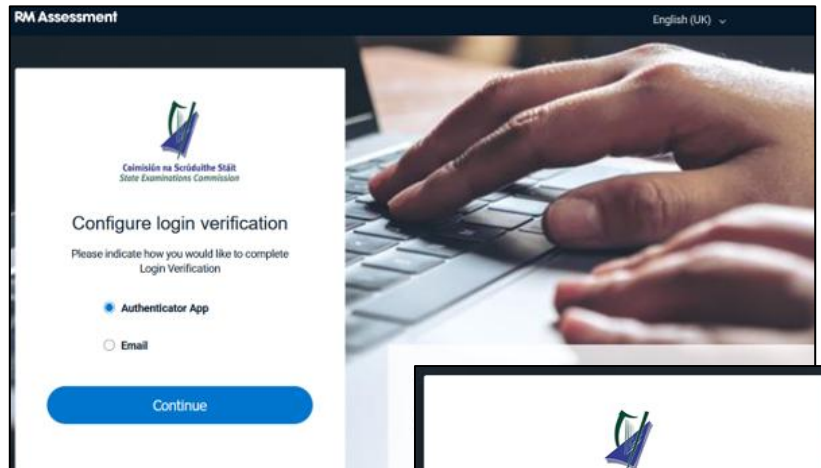 RM Assessment
English (UK)
Coimisiún na Scrúduithe Stáit
State Examinations Commission
Configure login verification
Please indicate how you would like to complete
Login Verification
Authenticator App
Email
Continue